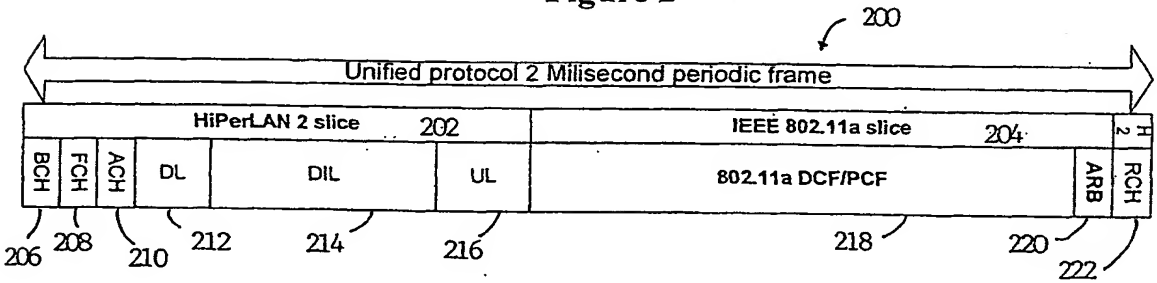 Figure 2
200
Unified protocol 2 Milisecond periodic frame
HiPerLAN 2 slice 202 IEEE 802.11a slice 204 H2
BCH FCH ACH DL DIL UL 802.11a DCF/PCF ARB RCH
206 208 210 212 214 216 218 220 222